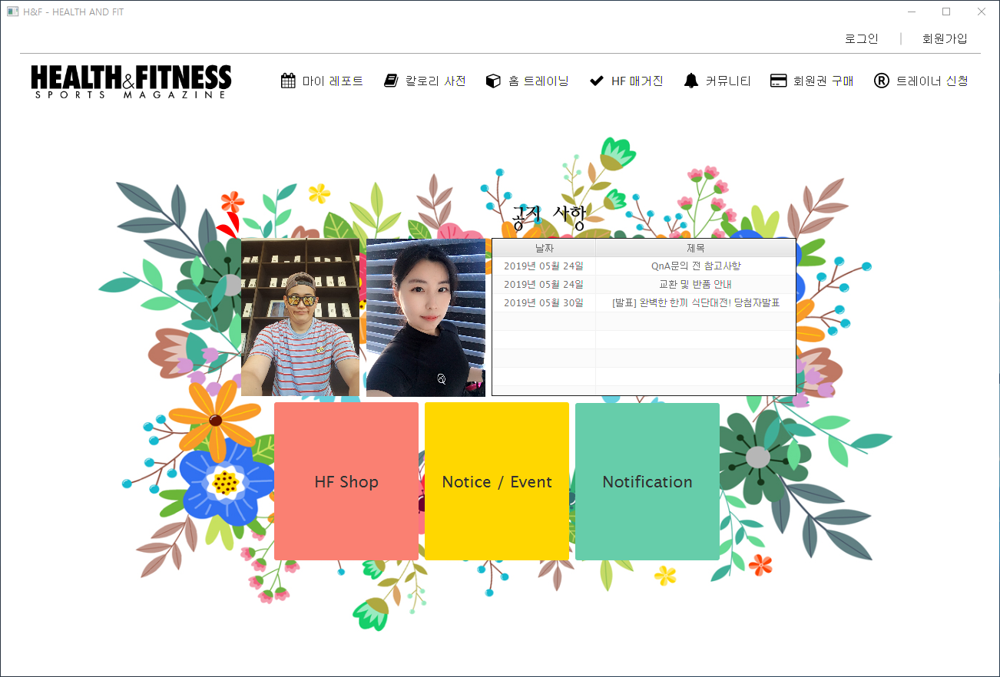 H&F - HEALTH AND FIT
로그인 | 회원가입
HEALTH&FITNESS
SPORTS MAGAZINE
마이 레포트 칼로리 사전 홈 트레이닝 HF 매거진 커뮤니티 회원권 구매 트레이너 신청
공지 사항
날짜 제목
2019년 05월 24일 QnA문의 전 참고사항
2019년 05월 24일 교환 및 반품 안내
2019년 05월 30일 [발표] 완벽한 한끼 식단대전! 당첨자발표
HF Shop Notice / Event Notification